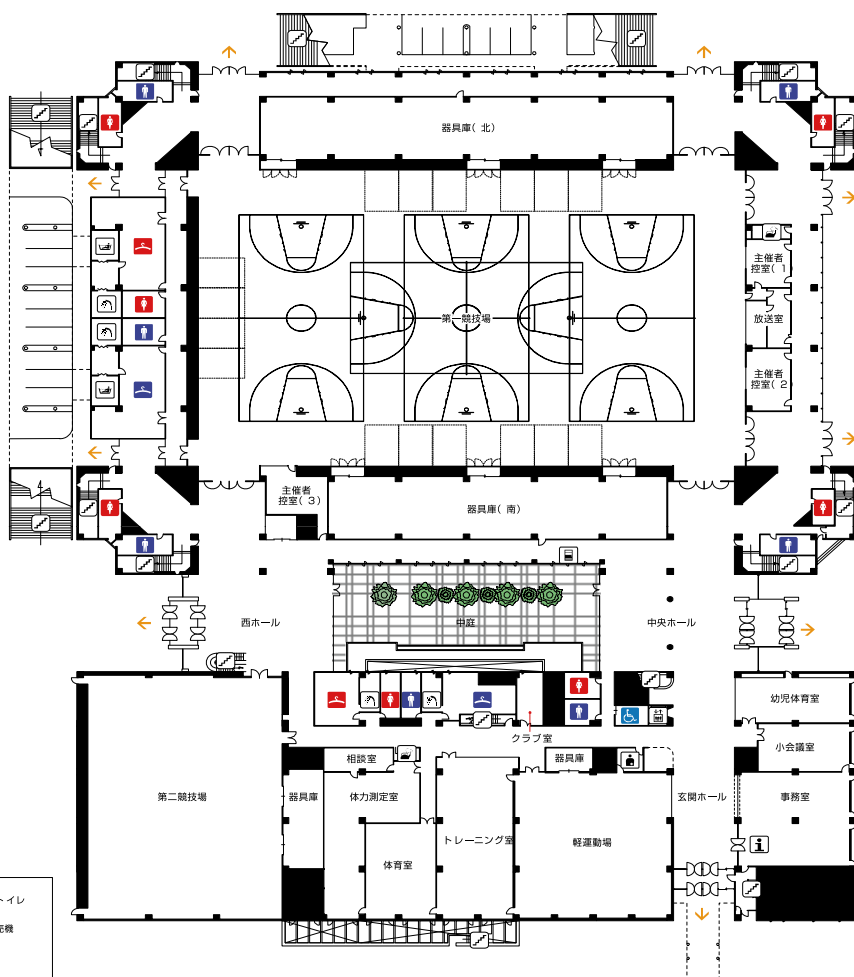 器具庫( 北)
主催者
控室( 1
第一競技場
放送室
主催者
控室( 2
主催者
控室( 3)
器具庫( 南)
西ホール
中庭
中央ホール
幼児体育室
クラブ室
小会議室
相談室
器具庫
第二競技場
器具庫
体力測定室
玄関ホール
事務室
トレーニング室
軽運動場
体育室
トイレ
売機